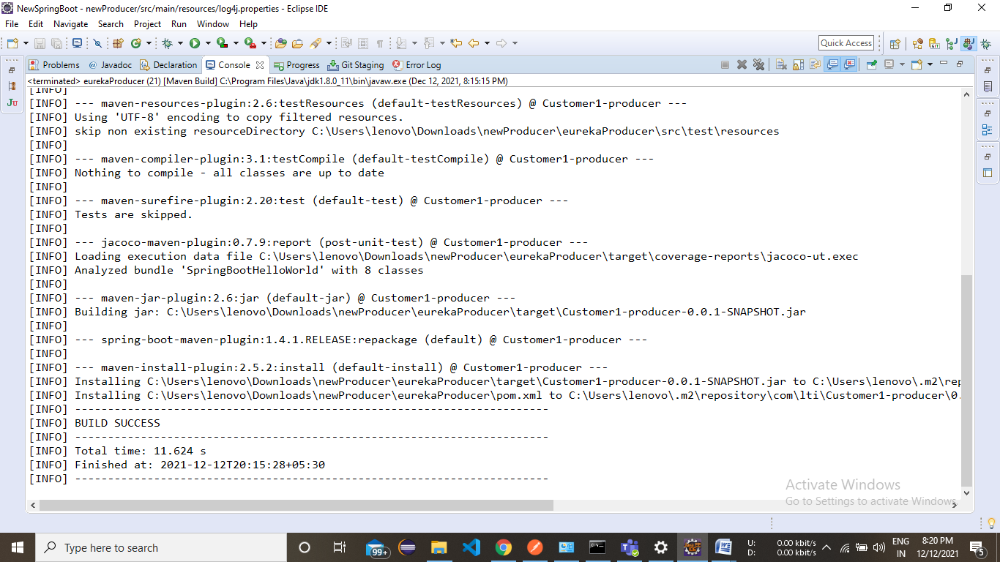 NewSpringBoot - newProducer/src/main/resources/log4j.properties - Eclipse IDE
File Edit Navigate Search Project Run Window Help
Quick Access
Problems @ Javadoc Declaration Console Progress Git Staging Error Log
<terminated> eurekaProducer (21) [Maven Build] C:\Program Files\Java\jdk1.8.0_11\bin\javaw.exe (Dec 12, 2021, 8:15:15 PM)
[INFO]
[INFO] --- maven-resources-plugin:2.6:testResources (default-testResources) @ Customer1-producer ---
[INFO] Using 'UTF-8' encoding to copy filtered resources.
[INFO] skip non existing resourceDirectory C:\Users\lenovo\Downloads\newProducer\eurekaProducer\src\test\resources
[INFO]
[INFO] --- maven-compiler-plugin:3.1:testCompile (default-testCompile) @ Customer1-producer ---
[INFO] Nothing to compile - all classes are up to date
[INFO]
[INFO] --- maven-surefire-plugin:2.20:test (default-test) @ Customer1-producer ---
[INFO] Tests are skipped.
[INFO]
[INFO] --- jacoco-maven-plugin:0.7.9:report (post-unit-test) @ Customer1-producer ---
[INFO] Loading execution data file C:\Users\lenovo\Downloads\newProducer\eurekaProducer\target\coverage-reports\jacoco-ut.exec
[INFO] Analyzed bundle 'SpringBootHelloWorld' with 8 classes
[INFO]
[INFO] --- maven-jar-plugin:2.6:jar (default-jar) @ Customer1-producer ---
[INFO] Building jar: C:\Users\lenovo\Downloads\newProducer\eurekaProducer\target\Customer1-producer-0.0.1-SNAPSHOT.jar
[INFO]
[INFO] --- spring-boot-maven-plugin:1.4.1.RELEASE:repackage (default) @ Customer1-producer ---
[INFO]
[INFO] --- maven-install-plugin:2.5.2:install (default-install) @ Customer1-producer ---
[INFO] Installing C:\Users\lenovo\Downloads\newProducer\eurekaProducer\target\Customer1-producer-0.0.1-SNAPSHOT.jar to C:\Users\lenovo\.m2\rep
[INFO] Installing C:\Users\lenovo\Downloads\newProducer\eurekaProducer\pom.xml to C:\Users\lenovo\.m2\repository\com\lti\Customer1-producer\0.
[INFO] ------------------------------------------------------------------------
[INFO] BUILD SUCCESS
[INFO] ------------------------------------------------------------------------
[INFO] Total time: 11.624 s
[INFO] Finished at: 2021-12-12T20:15:28+05:30
[INFO] ------------------------------------------------------------------------
Activate Windows
Go to Settings to activate Windows.
Type here to search
99+
U: 0.00 kbit/s
D: 0.00 kbit/s
ENG
IN
8:20 PM
12/12/2021
5